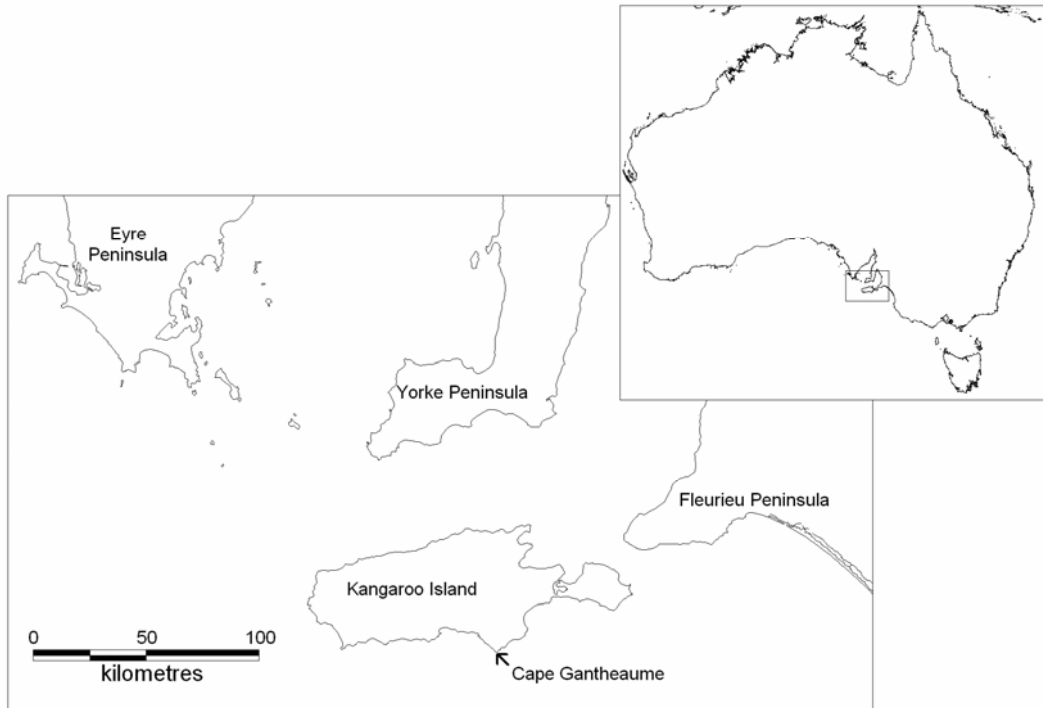 Eyre
Peninsula
Yorke Peninsula
Fleurieu Peninsula
Kangaroo Island
0 50 100
kilometres
Cape Gantheaume